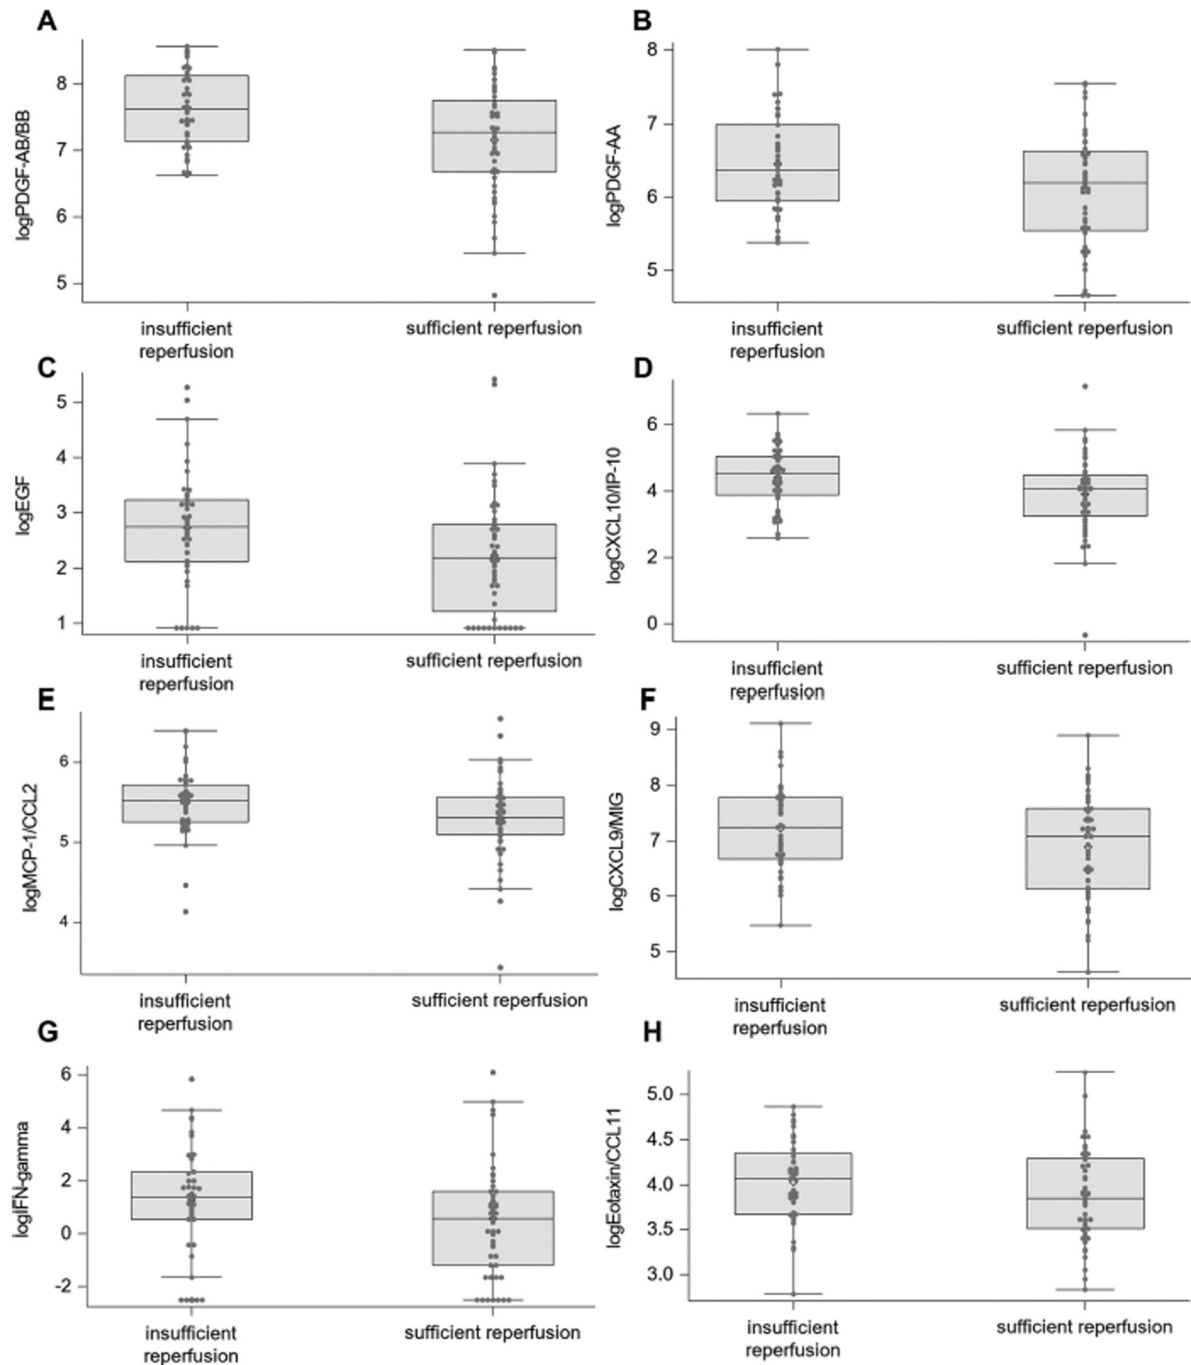 A
logPDGF-AB/BB
8
7
6
5
insufficient
reperfusion
sufficient reperfusion
B
logPDGF-AA
8
7
6
5
insufficient
reperfusion
sufficient reperfusion
C
logEGF
5
4
3
2
1
insufficient
reperfusion
sufficient reperfusion
D
logCXCL10/IP-10
6
4
2
0
insufficient
reperfusion
sufficient reperfusion
E
logMCP-1/CCL2
6
5
4
insufficient
reperfusion
sufficient reperfusion
F
logCXCL9/MIG
9
8
7
6
5
insufficient
reperfusion
sufficient reperfusion
G
logIFN-gamma
6
4
2
0
-2
insufficient
reperfusion
sufficient reperfusion
H
logEotaxin/CCL11
5.0
4.5
4.0
3.5
3.0
insufficient
reperfusion
sufficient reperfusion